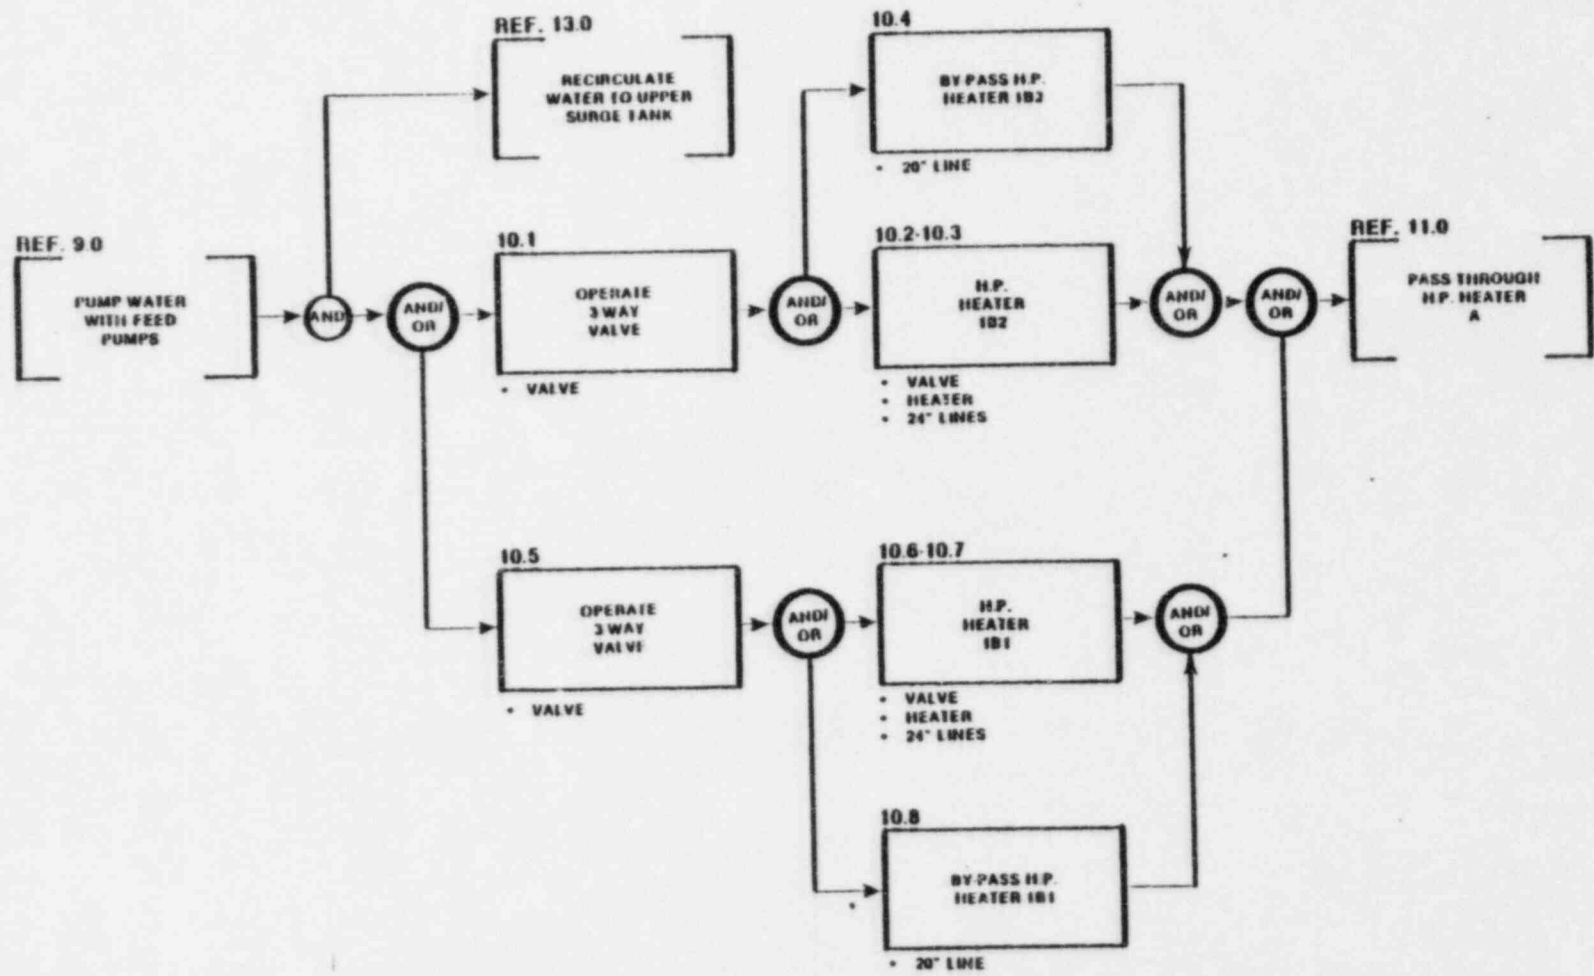 REF. 13.0
RECIRCULATE
WATER TO UPPER
SURGE TANK
10.4
BY-PASS H.P.
HEATER 1B2
• 20" LINE
REF. 9.0
PUMP WATER
WITH FEED
PUMPS
AND
AND/
OR
10.1
OPERATE
3 WAY
VALVE
• VALVE
AND/
OR
10.2-10.3
H.P.
HEATER
1B2
• VALVE
• HEATER
• 24" LINES
AND/
OR
AND/
OR
REF. 11.0
PASS THROUGH
H.P. HEATER
A
10.5
OPERATE
3 WAY
VALVE
• VALVE
AND/
OR
10.6-10.7
H.P.
HEATER
1B1
• VALVE
• HEATER
• 24" LINES
AND/
OR
10.8
BY-PASS H.P.
HEATER 1B1
• 20" LINE